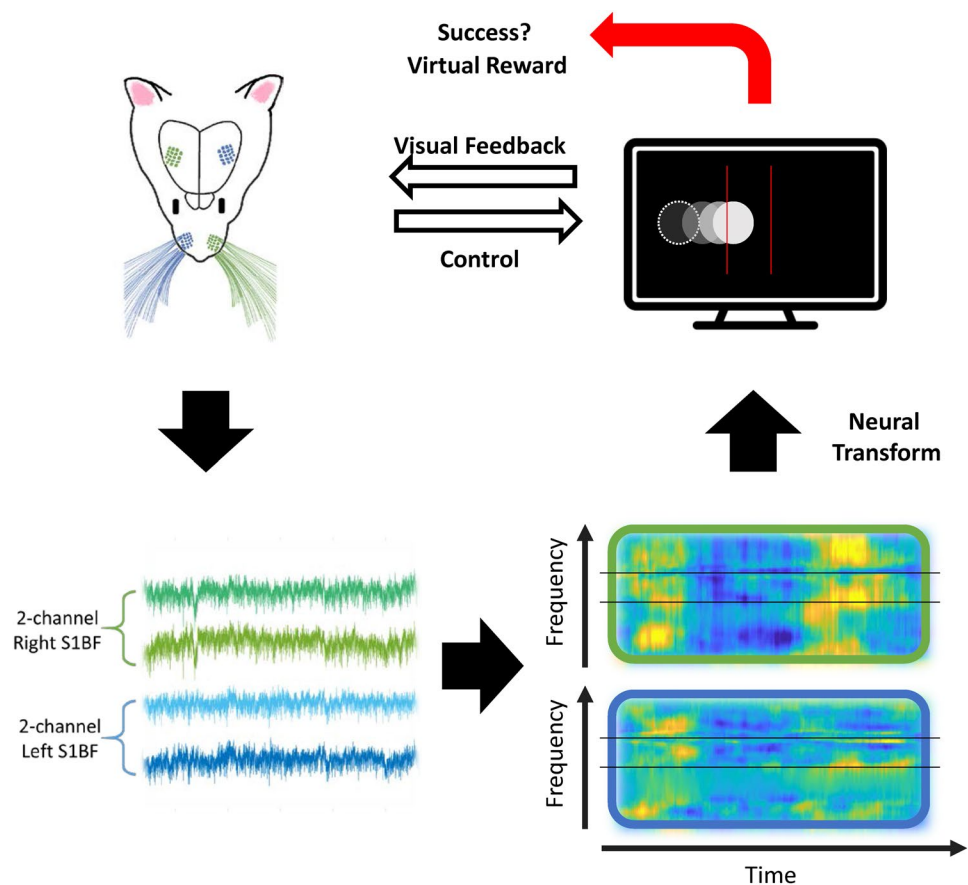 Success?
Virtual Reward
Visual Feedback
Control
Neural
Transform
2-channel
Right S1BF
2-channel
Left S1BF
Frequency
Frequency
Time